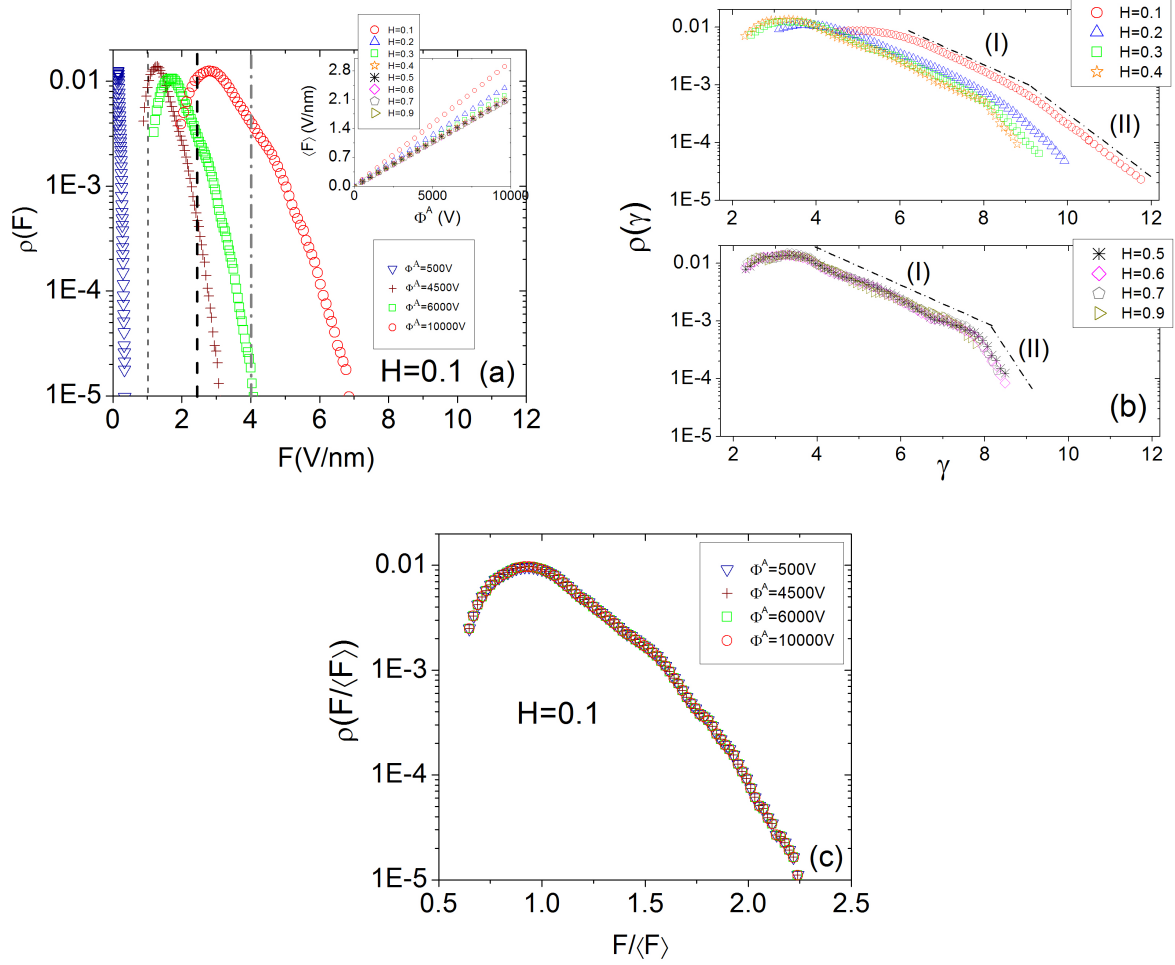 ρ(F)
0.01
1E-3
1E-4
1E-5
0 2 4 6 8 10 12
F(V/nm)
H=0.1 (a)
Φ^A=500V
Φ^A=4500V
Φ^A=6000V
Φ^A=10000V
⟨F⟩ (V/nm)
2.8
2.1
1.4
0.7
0.0
0 5000 10000
Φ^A (V)
H=0.1
H=0.2
H=0.3
H=0.4
H=0.5
H=0.6
H=0.7
H=0.9
ρ(γ)
0.01
1E-3
1E-4
1E-5
2 4 6 8 10 12
(I)
(II)
H=0.1
H=0.2
H=0.3
H=0.4
0.01
1E-3
1E-4
1E-5
2 4 6 8 10 12
γ
(I)
(II)
(b)
H=0.5
H=0.6
H=0.7
H=0.9
ρ(F/⟨F⟩)
0.01
1E-3
1E-4
1E-5
0.5 1.0 1.5 2.0 2.5
F/⟨F⟩
H=0.1
(c)
Φ^A=500V
Φ^A=4500V
Φ^A=6000V
Φ^A=10000V